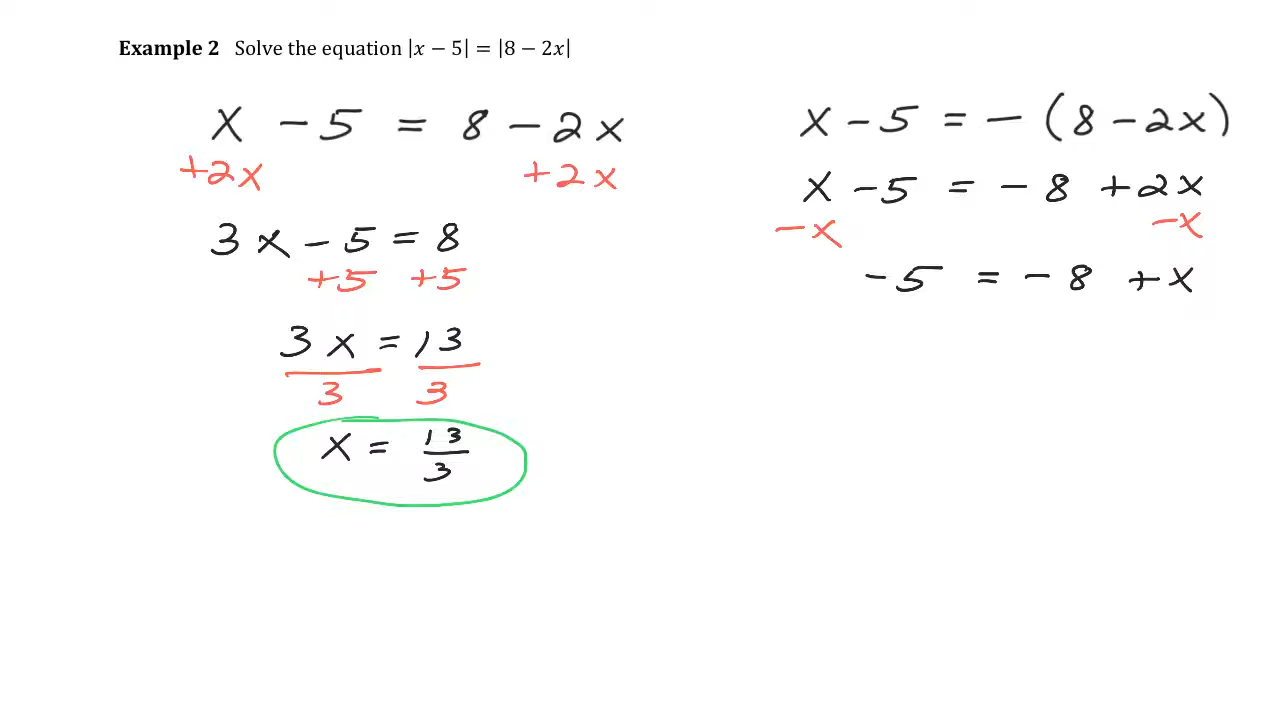 Example 2 Solve the equation |x − 5| = |8 − 2x|
x − 5 = 8 − 2x
+2x +2x
3x − 5 = 8
+5 +5
3x = 13
3 3
x = 13/3
x − 5 = −(8 − 2x)
x − 5 = −8 + 2x
−x −x
−5 = −8 + x